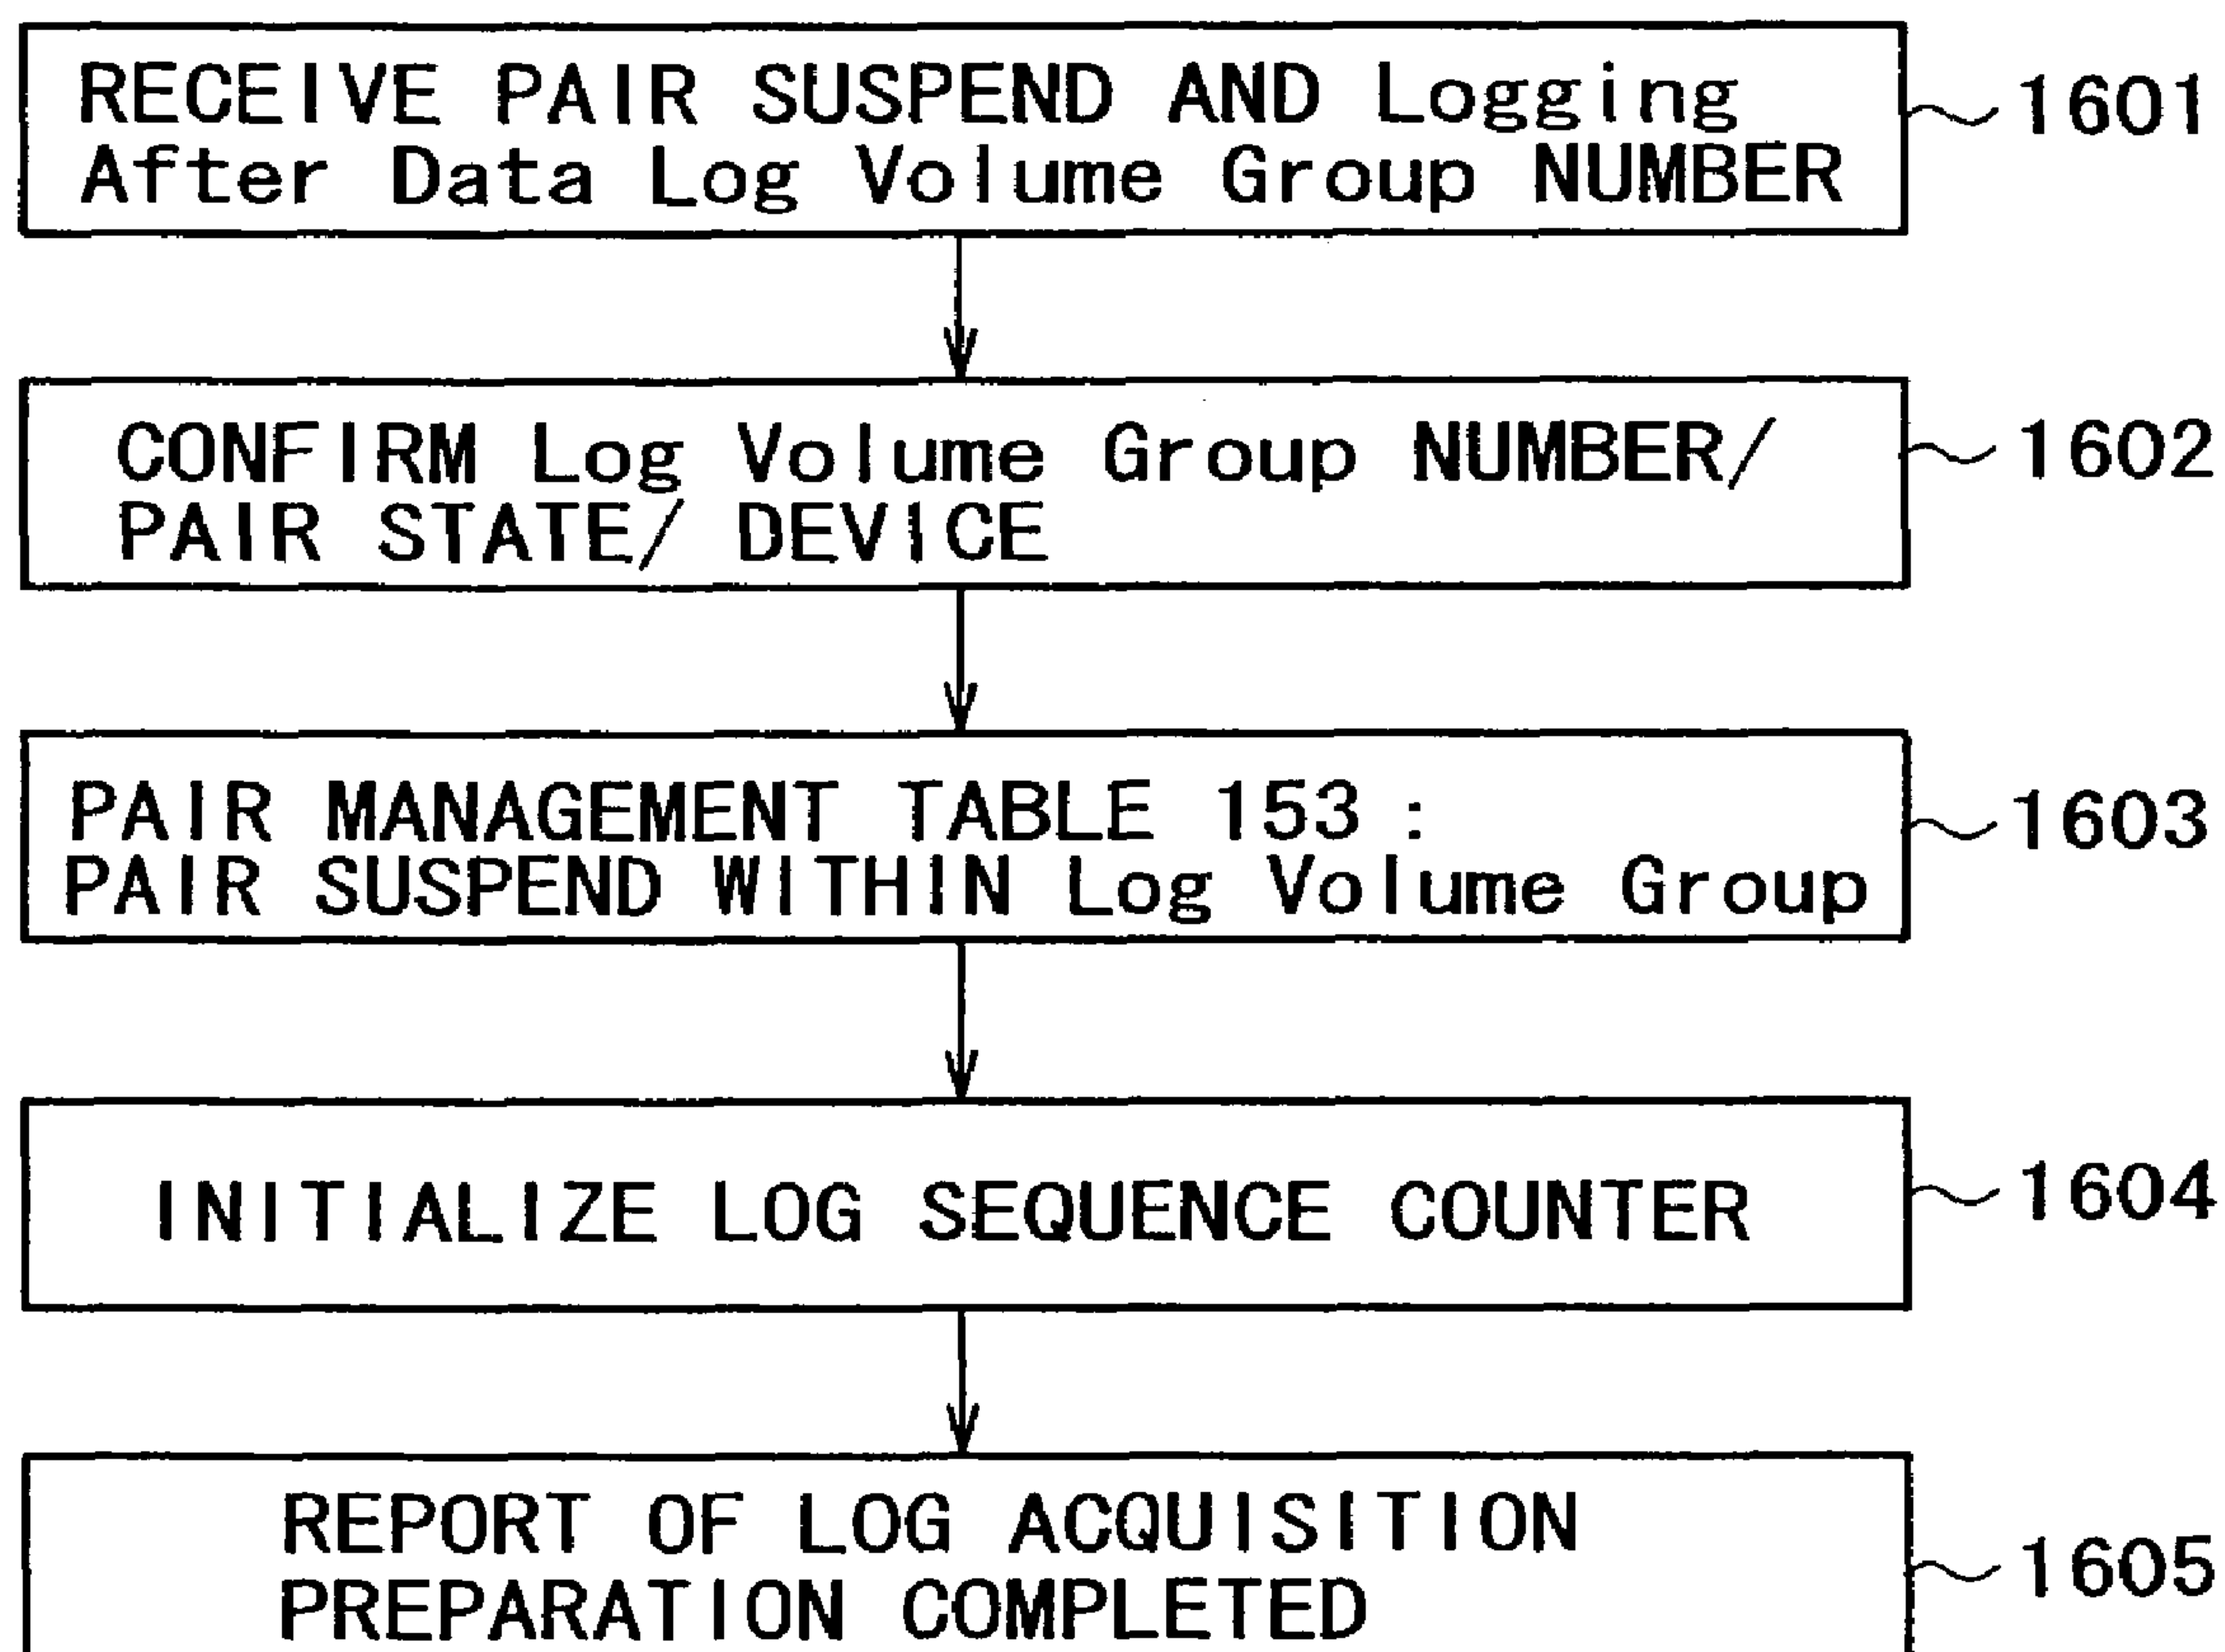 RECEIVE PAIR SUSPEND AND Logging
After Data Log Volume Group NUMBER
1601
CONFIRM Log Volume Group NUMBER/
PAIR STATE/ DEVICE
1602
PAIR MANAGEMENT TABLE 153 :
PAIR SUSPEND WITHIN Log Volume Group
1603
INITIALIZE LOG SEQUENCE COUNTER
1604
REPORT OF LOG ACQUISITION
PREPARATION COMPLETED
1605